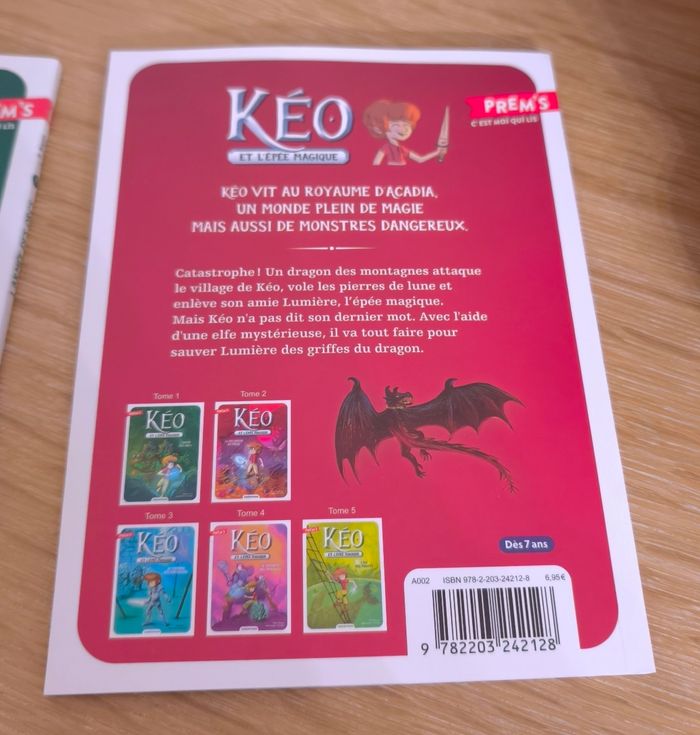 KÉO
ET L'ÉPÉE MAGIQUE
PREM'S
C'EST MOI QUI LIS
KÉO VIT AU ROYAUME D'ACADIA,
UN MONDE PLEIN DE MAGIE
MAIS AUSSI DE MONSTRES DANGEREUX.
Catastrophe ! Un dragon des montagnes attaque
le village de Kéo, vole les pierres de lune et
enlève son amie Lumière, l'épée magique.
Mais Kéo n'a pas dit son dernier mot. Avec l'aide
d'une elfe mystérieuse, il va tout faire pour
sauver Lumière des griffes du dragon.
Tome 1
Tome 2
KÉO
KÉO
Tome 3
Tome 4
Tome 5
KÉO
KÉO
KÉO
Dès 7 ans
A002 ISBN 978-2-203-24212-8 6,95€
9 782203 242128